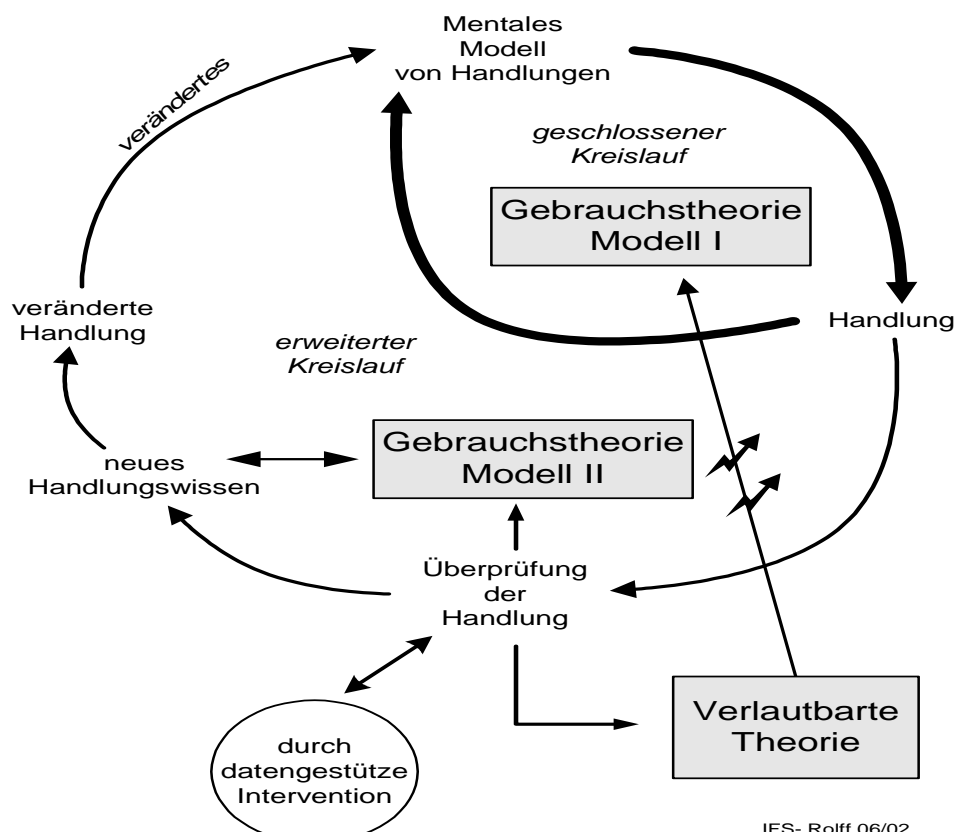 Mentales
Modell
von Handlungen
verändertes
geschlossener
Kreislauf
Gebrauchstheorie
Modell I
veränderte
Handlung
Handlung
erweiterter
Kreislauf
Gebrauchstheorie
Modell II
neues
Handlungswissen
Überprüfung
der
Handlung
Verlautbarte
Theorie
durch
datengestütze
Intervention
IFS- Rolff 06/02